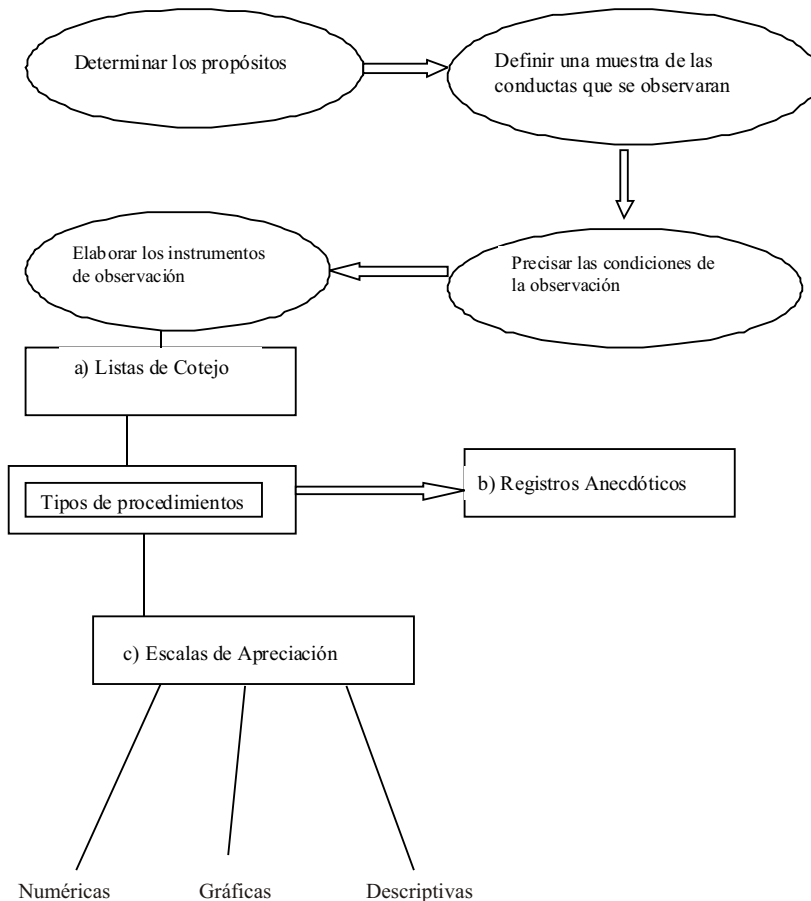 Determinar los propósitos
Definir una muestra de las
conductas que se observaran
Elaborar los instrumentos
de observación
Precisar las condiciones de
la observación
a) Listas de Cotejo
Tipos de procedimientos
b) Registros Anecdóticos
c) Escalas de Apreciación
Numéricas
Gráficas
Descriptivas